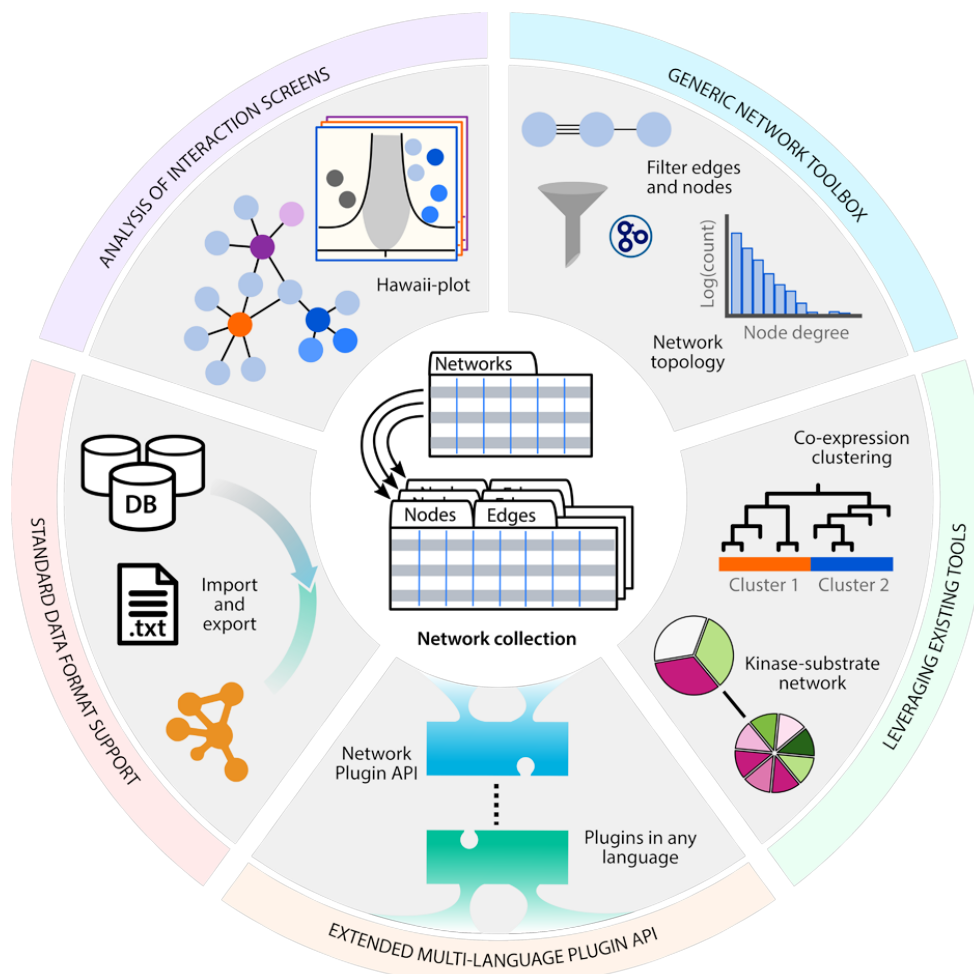 ANALYSIS OF INTERACTION SCREENS
Hawaii-plot
GENERIC NETWORK TOOLBOX
Filter edges
and nodes
Log(count)
Node degree
Network
topology
Networks
Nodes
Edges
Network collection
STANDARD DATA FORMAT SUPPORT
DB
Import
and
export
.txt
LEVERAGING EXISTING TOOLS
Co-expression
clustering
Cluster 1
Cluster 2
Kinase-substrate
network
Network
Plugin API
Plugins in any
language
EXTENDED MULTI-LANGUAGE PLUGIN API